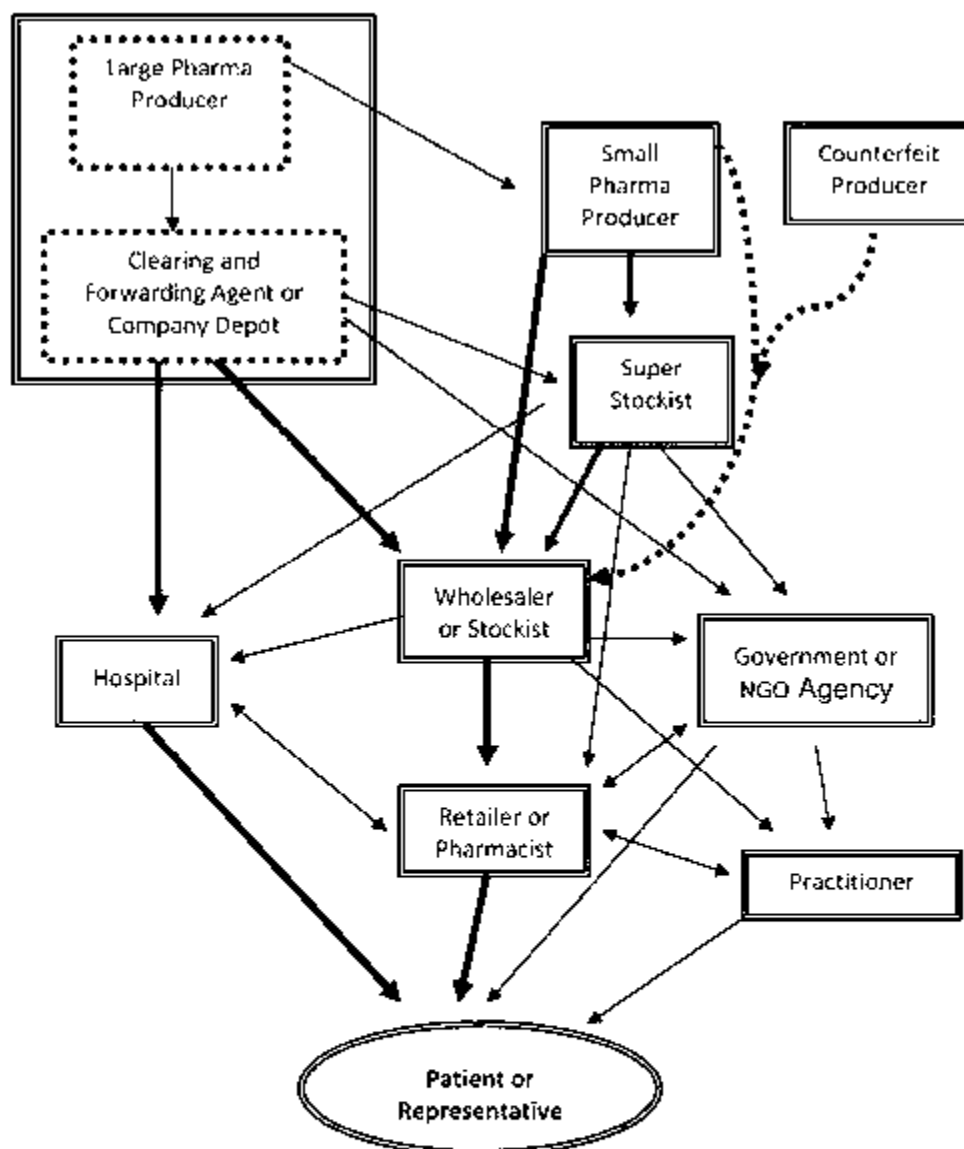 Large Pharma
Producer
Small
Pharma
Producer
Counterfeit
Producer
Clearing and
Forwarding Agent or
Company Depôt
Super
Stockist
Wholesaler
or Stockist
Hospital
Government or
NGO Agency
Retailer or
Pharmacist
Practitioner
Patient or
Representative